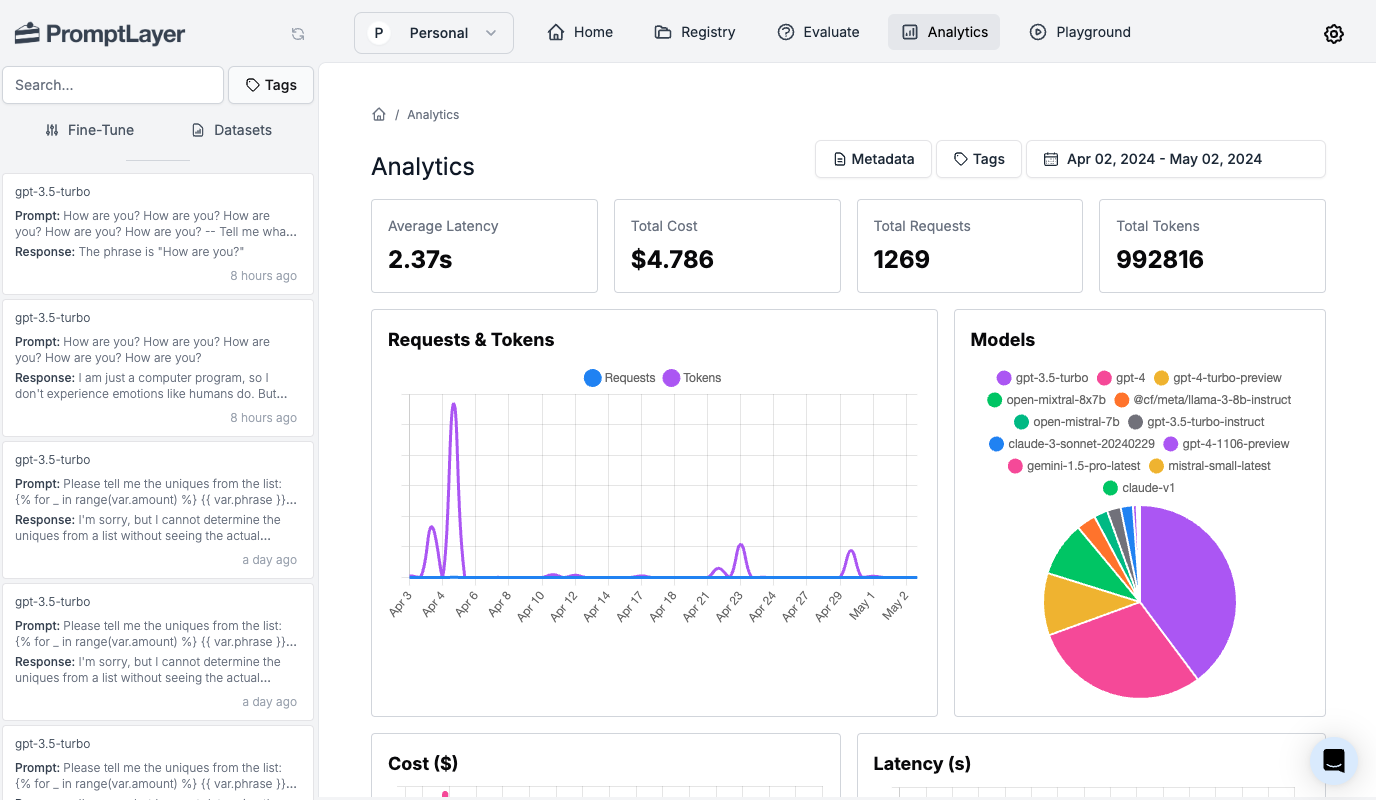 PromptLayer
P Personal
Home
Registry
Evaluate
Analytics
Playground
Search...
Tags
Fine-Tune
Datasets
gpt-3.5-turbo
Prompt: How are you? How are you? How are
you? How are you? How are you? -- Tell me wha...
Response: The phrase is "How are you?"
8 hours ago
gpt-3.5-turbo
Prompt: How are you? How are you? How are
you? How are you? How are you?
Response: I am just a computer program, so I
don't experience emotions like humans do. But...
8 hours ago
gpt-3.5-turbo
Prompt: Please tell me the uniques from the list:
{% for _ in range(var.amount) %} {{ var.phrase }}...
Response: I'm sorry, but I cannot determine the
uniques from a list without seeing the actual...
a day ago
gpt-3.5-turbo
Prompt: Please tell me the uniques from the list:
{% for _ in range(var.amount) %} {{ var.phrase }}...
Response: I'm sorry, but I cannot determine the
uniques from a list without seeing the actual...
a day ago
gpt-3.5-turbo
Prompt: Please tell me the uniques from the list:
{% for _ in range(var.amount) %} {{ var.phrase }}...
/ Analytics
Analytics
Metadata
Tags
Apr 02, 2024 - May 02, 2024
Average Latency
2.37s
Total Cost
$4.786
Total Requests
1269
Total Tokens
992816
Requests & Tokens
Requests Tokens
Apr 3
Apr 4
Apr 6
Apr 8
Apr 10
Apr 12
Apr 14
Apr 17
Apr 18
Apr 21
Apr 23
Apr 24
Apr 27
Apr 29
May 1
May 2
Models
gpt-3.5-turbo gpt-4 gpt-4-turbo-preview
open-mixtral-8x7b @cf/meta/llama-3-8b-instruct
open-mistral-7b gpt-3.5-turbo-instruct
claude-3-sonnet-20240229 gpt-4-1106-preview
gemini-1.5-pro-latest mistral-small-latest
claude-v1
Cost ($)
Latency (s)